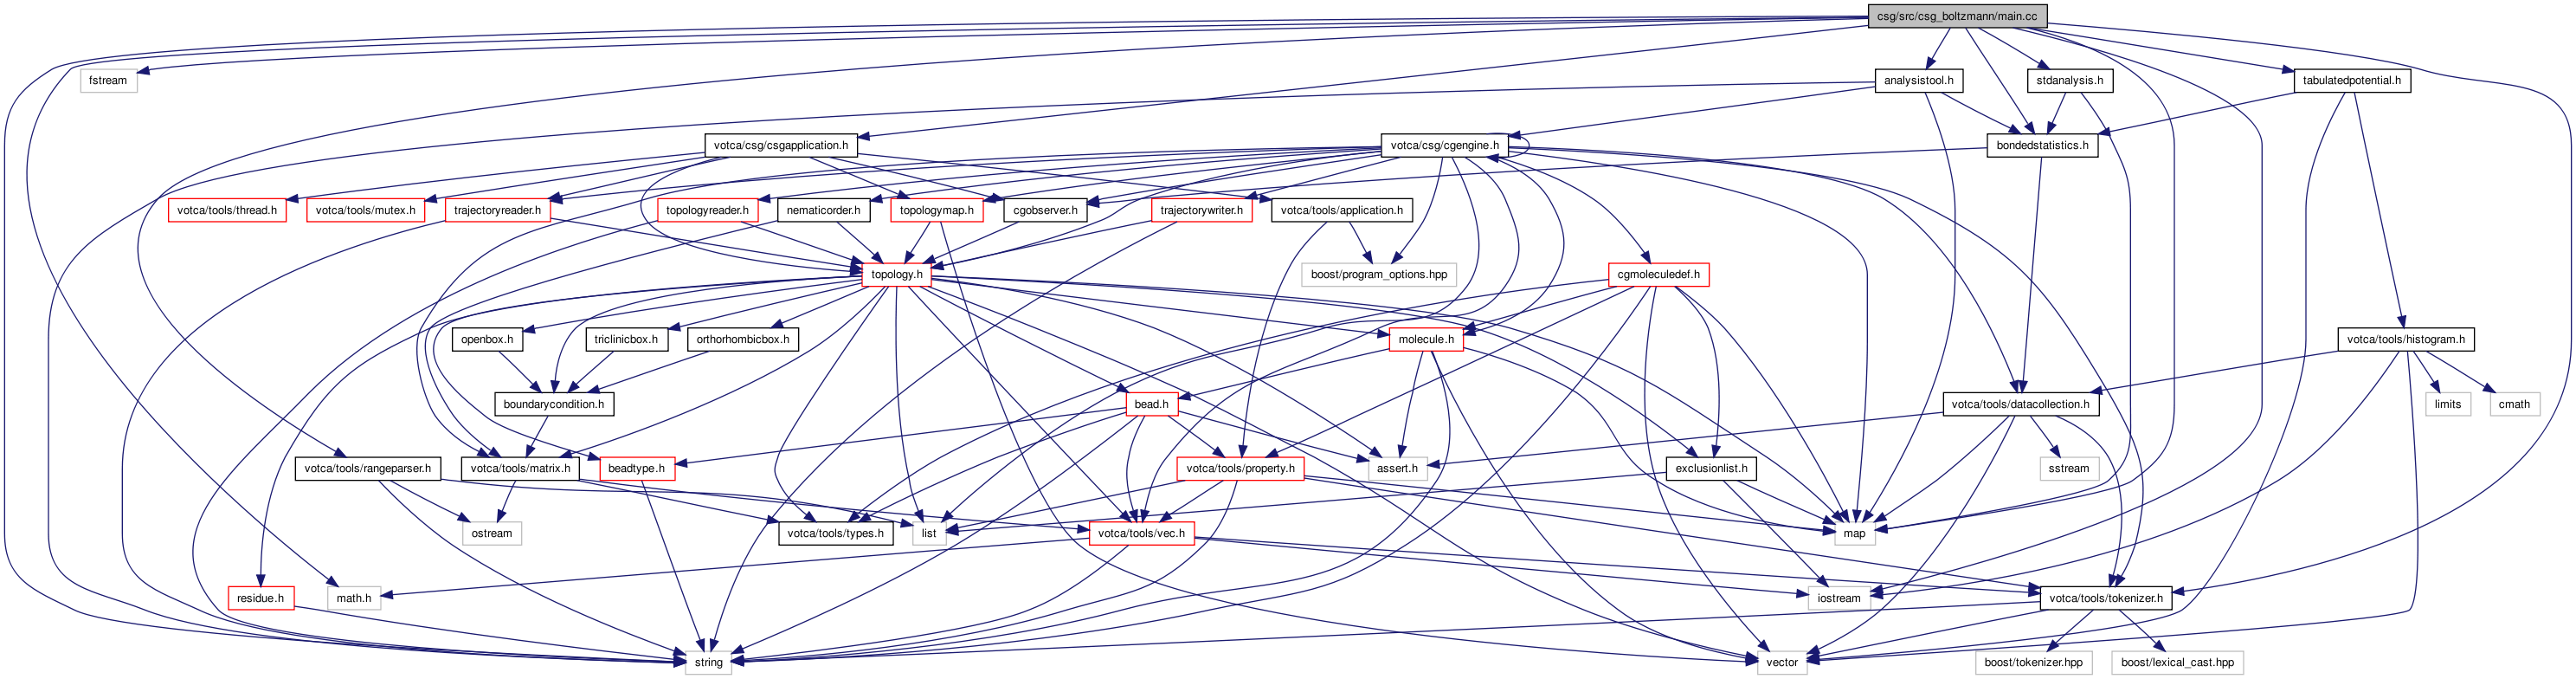 csg/src/csg_boltzmann/main.cc
fstream
analysistool.h
stdanalysis.h
tabulatedpotential.h
votca/csg/csgapplication.h
votca/csg/cgengine.h
bondedstatistics.h
votca/tools/thread.h
votca/tools/mutex.h
trajectoryreader.h
topologyreader.h
nematicorder.h
topologymap.h
cgobserver.h
trajectorywriter.h
votca/tools/application.h
topology.h
boost/program_options.hpp
cgmoleculedef.h
openbox.h
triclinicbox.h
orthorhombicbox.h
molecule.h
votca/tools/histogram.h
boundarycondition.h
bead.h
votca/tools/datacollection.h
limits
cmath
votca/tools/rangeparser.h
votca/tools/matrix.h
beadtype.h
votca/tools/property.h
assert.h
exclusionlist.h
sstream
ostream
votca/tools/types.h
list
votca/tools/vec.h
map
residue.h
math.h
iostream
votca/tools/tokenizer.h
string
vector
boost/tokenizer.hpp
boost/lexical_cast.hpp